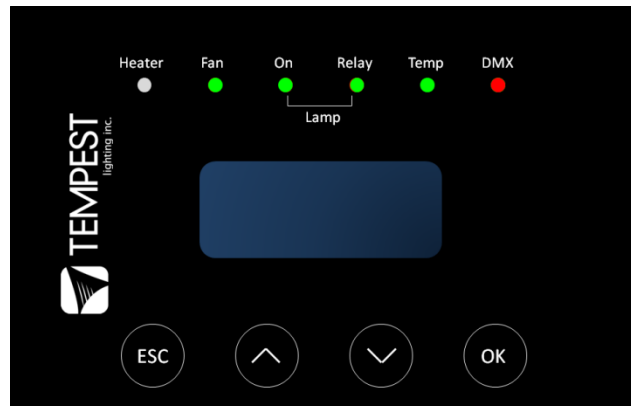 Heater Fan On Relay Temp DMX
Lamp
TEMPEST
lighting inc.
ESC OK